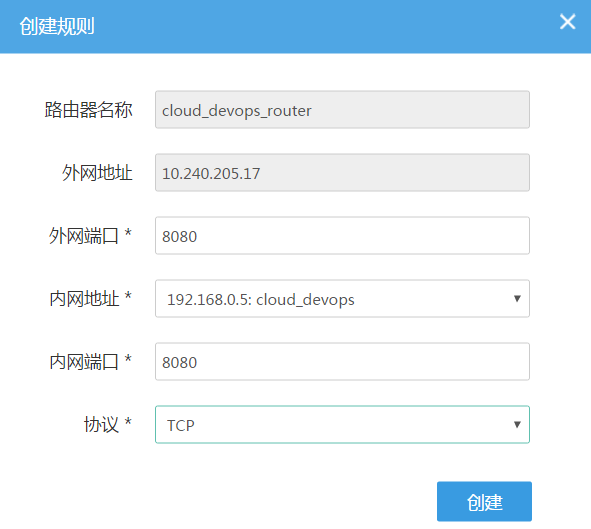 创建规则
路由器名称 cloud_devops_router
外网地址 10.240.205.17
外网端口 * 8080
内网地址 * 192.168.0.5: cloud_devops
内网端口 * 8080
协议 * TCP
创建